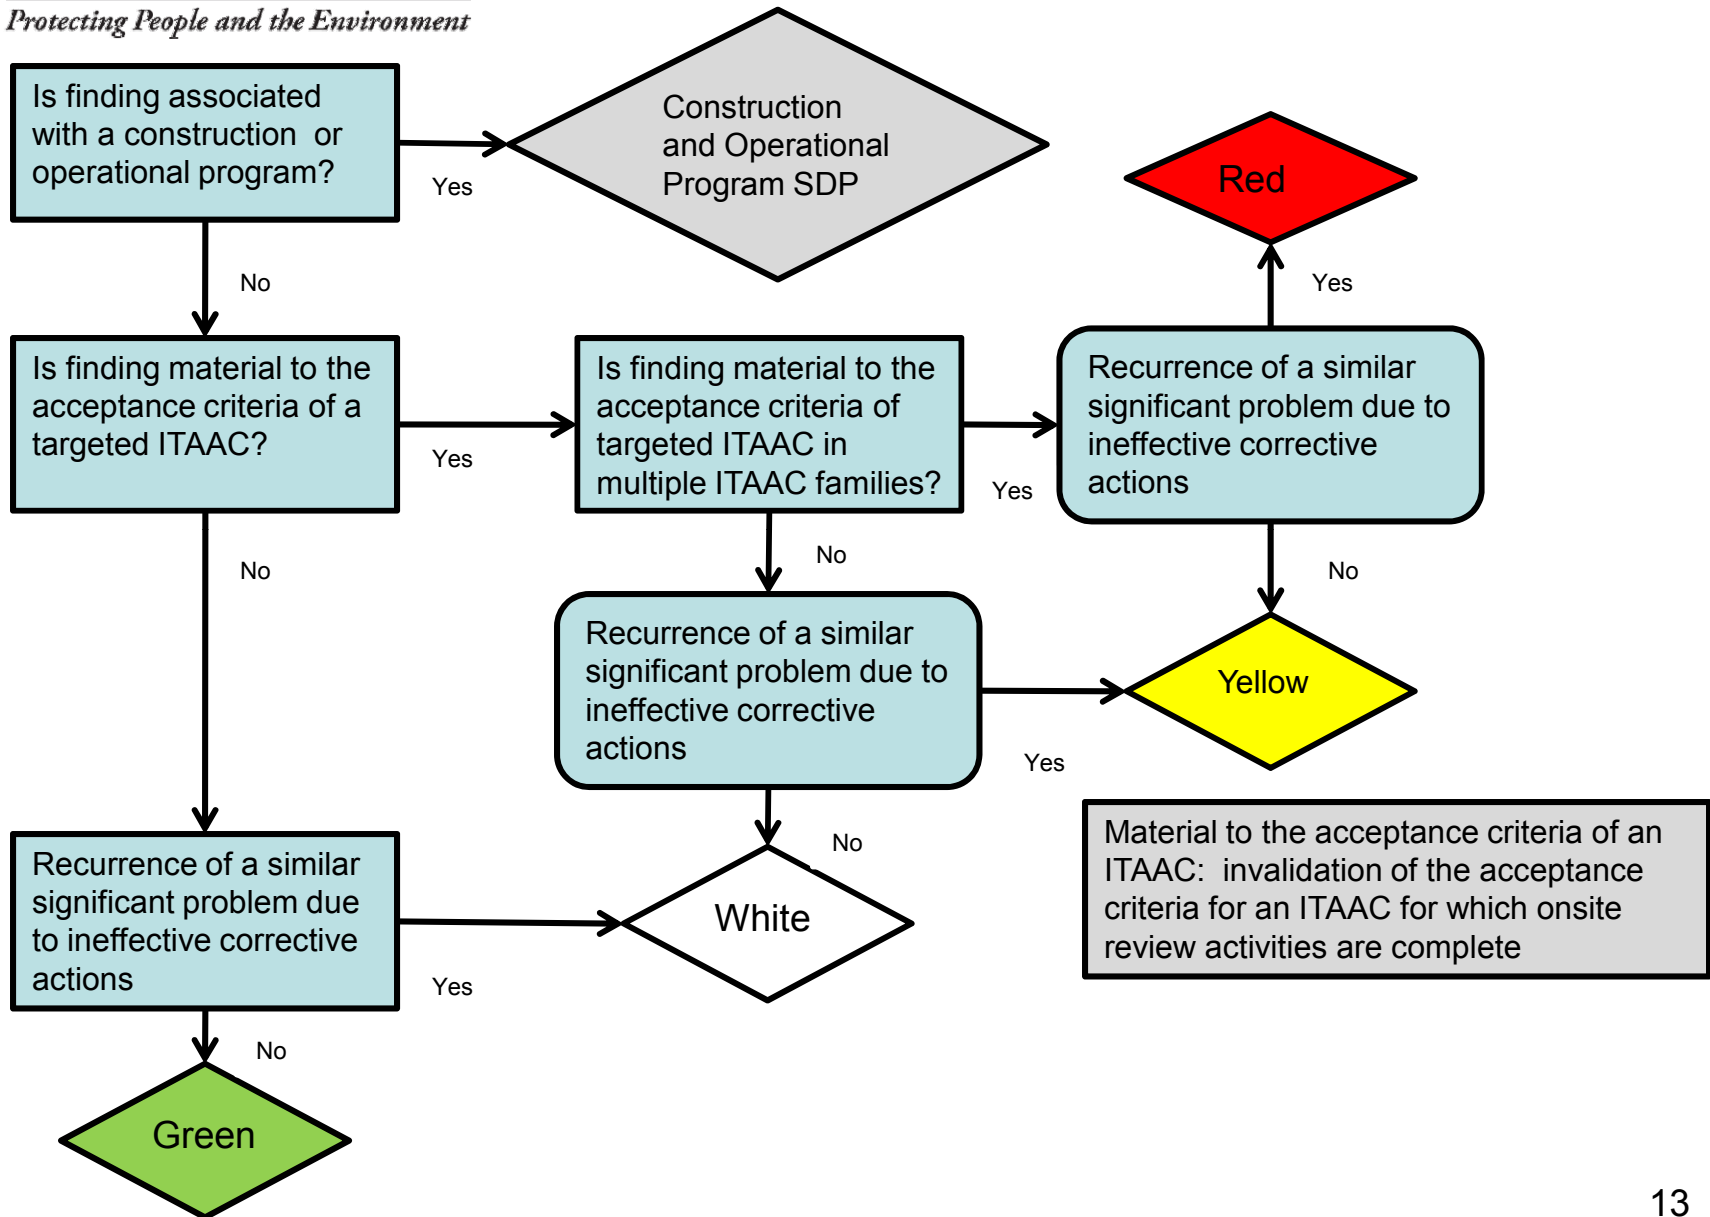 Protecting People and the Environment
Is finding associated
with a construction or
operational program?
Yes
Construction
and Operational
Program SDP
No
Red
Yes
Is finding material to the
acceptance criteria of a
targeted ITAAC?
Yes
Is finding material to the
acceptance criteria of
targeted ITAAC in
multiple ITAAC families?
Yes
Recurrence of a similar
significant problem due to
ineffective corrective
actions
No
No
No
Recurrence of a similar
significant problem due to
ineffective corrective
actions
Yes
Yellow
No
Recurrence of a similar
significant problem due
to ineffective corrective
actions
Yes
White
Material to the acceptance criteria of an
ITAAC: invalidation of the acceptance
criteria for an ITAAC for which onsite
review activities are complete
No
Green
13